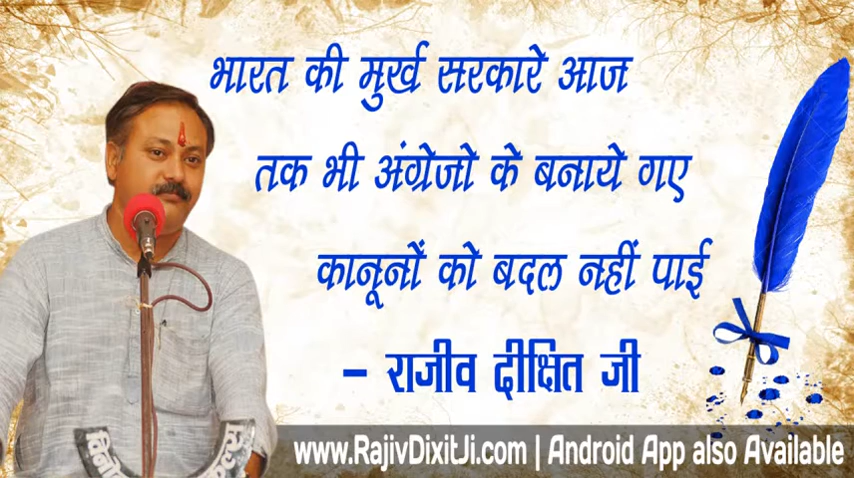 भारत की मुर्ख सरकारे आज
तक भी अंग्रेजो के बनाये गए
कानूनों को बदल नहीं पाई
– राजीव दीक्षित जी
www.RajivDixitJi.com | Android App also Available